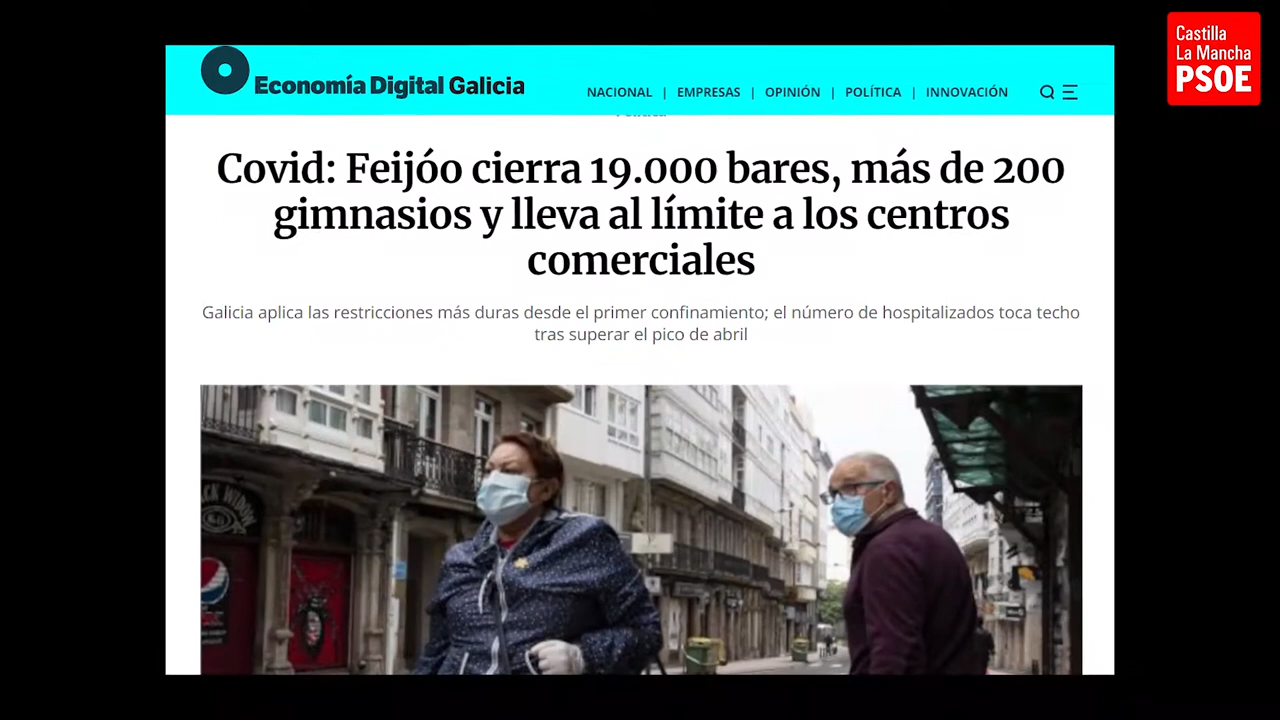 Castilla
La Mancha
PSOE
Economía Digital Galicia
NACIONAL | EMPRESAS | OPINIÓN | POLÍTICA | INNOVACIÓN
Covid: Feijóo cierra 19.000 bares, más de 200
gimnasios y lleva al límite a los centros
comerciales
Galicia aplica las restricciones más duras desde el primer confinamiento; el número de hospitalizados toca techo
tras superar el pico de abril
BLACK WIDOW